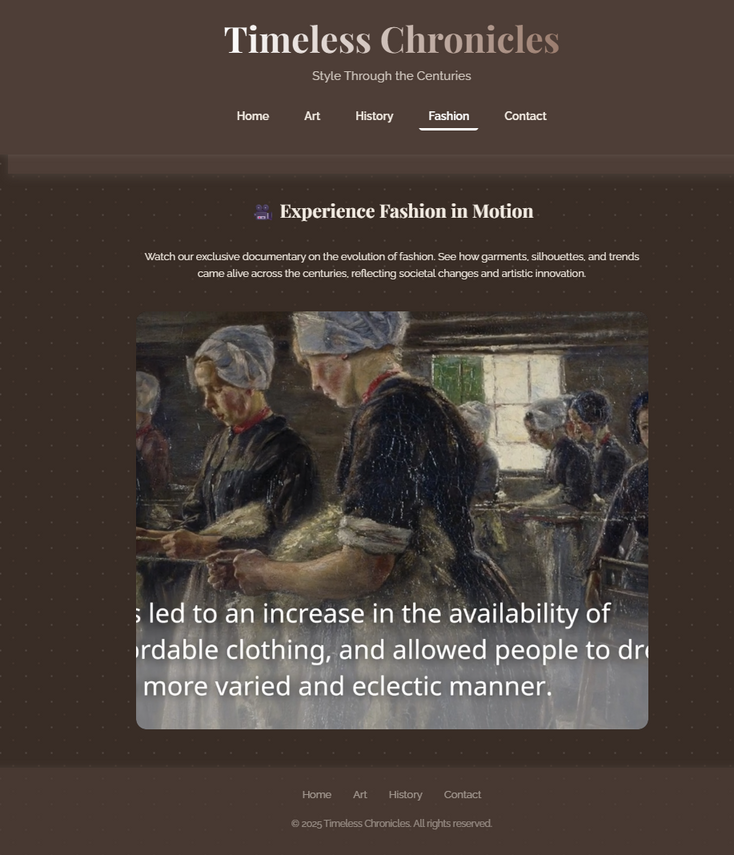 Timeless Chronicles
Style Through the Centuries
Home Art History Fashion Contact
Experience Fashion in Motion
Watch our exclusive documentary on the evolution of fashion. See how garments, silhouettes, and trends
came alive across the centuries, reflecting societal changes and artistic innovation.
led to an increase in the availability of
clothing, and allowed people to
more varied and eclectic manner.
Home Art History Contact
© 2025 Timeless Chronicles. All rights reserved.